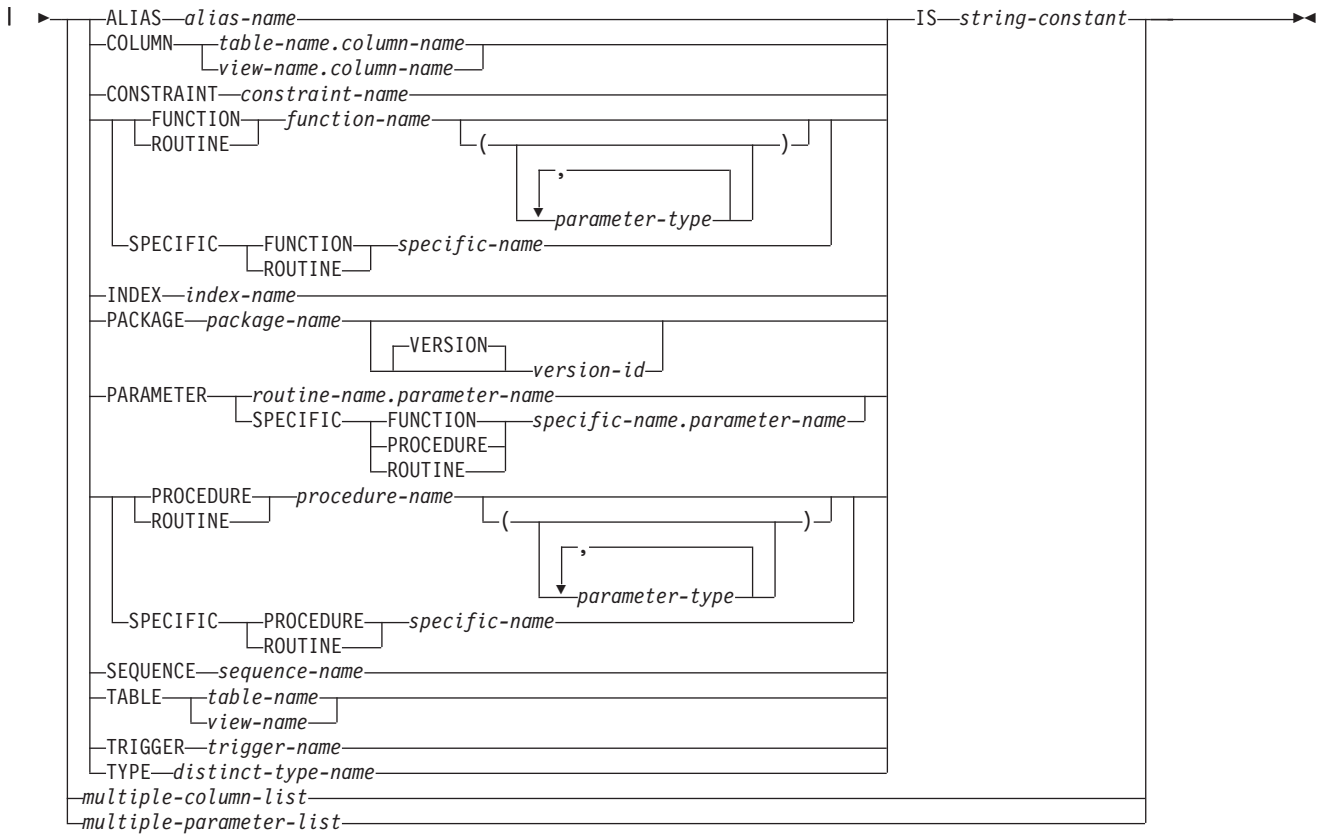 ALIAS alias-name IS string-constant
COLUMN table-name.column-name
view-name.column-name
CONSTRAINT constraint-name
FUNCTION function-name
ROUTINE ( )
,
parameter-type
SPECIFIC FUNCTION specific-name
ROUTINE
INDEX index-name
PACKAGE package-name
VERSION
version-id
PARAMETER routine-name.parameter-name
SPECIFIC FUNCTION specific-name.parameter-name
PROCEDURE
ROUTINE
PROCEDURE procedure-name
ROUTINE ( )
,
parameter-type
SPECIFIC PROCEDURE specific-name
ROUTINE
SEQUENCE sequence-name
TABLE table-name
view-name
TRIGGER trigger-name
TYPE distinct-type-name
multiple-column-list
multiple-parameter-list